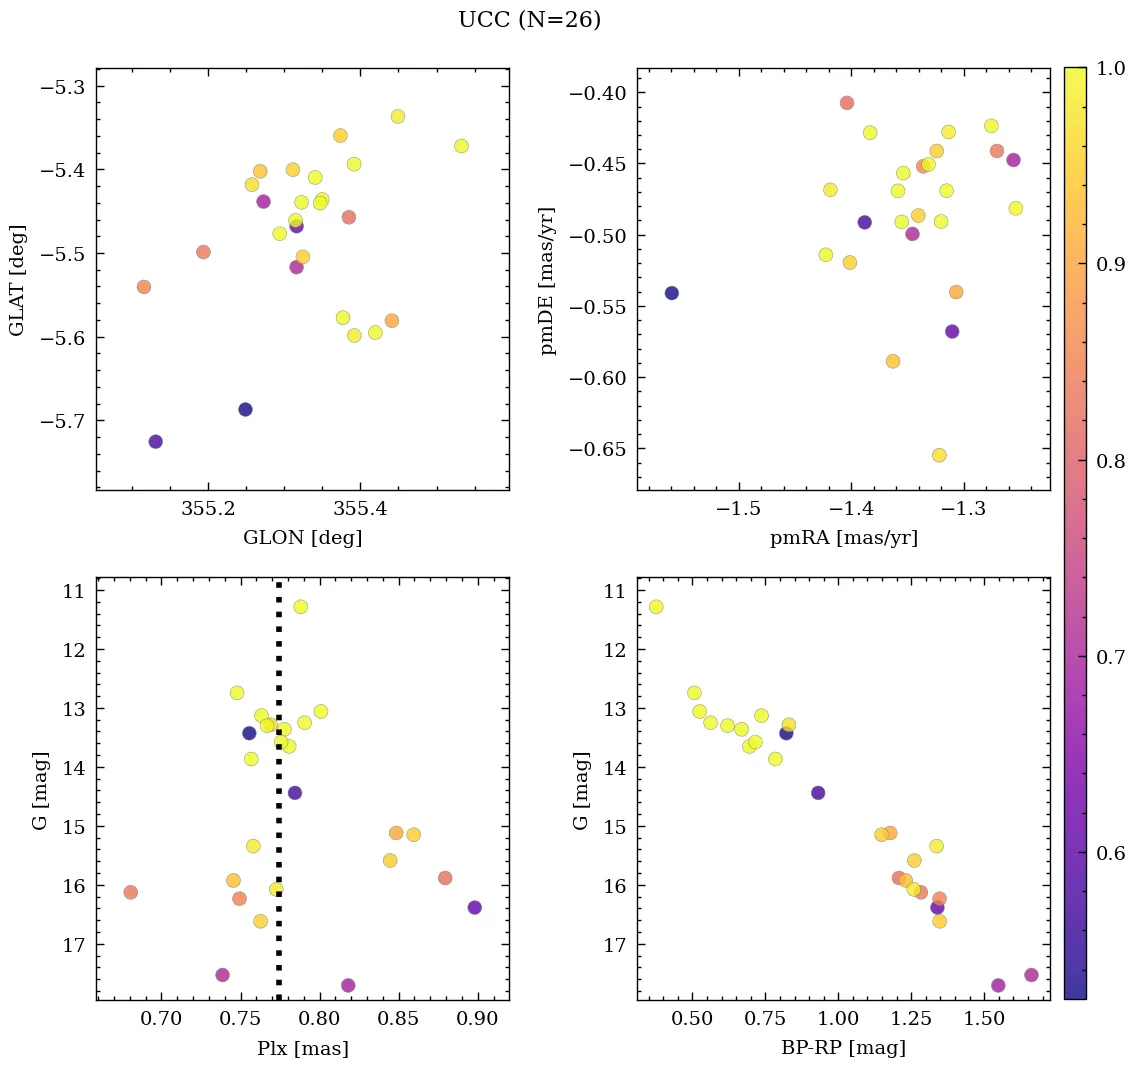 UCC (N=26)
−5.3
−5.4
−5.5
−5.6
−5.7
GLAT [deg]
355.2 355.4
GLON [deg]
−0.40
−0.45
−0.50
−0.55
−0.60
−0.65
pmDE [mas/yr]
−1.5 −1.4 −1.3
pmRA [mas/yr]
1.0
0.9
0.8
0.7
0.6
11
12
13
14
15
16
17
G [mag]
0.70 0.75 0.80 0.85 0.90
Plx [mas]
11
12
13
14
15
16
17
G [mag]
0.50 0.75 1.00 1.25 1.50
BP-RP [mag]